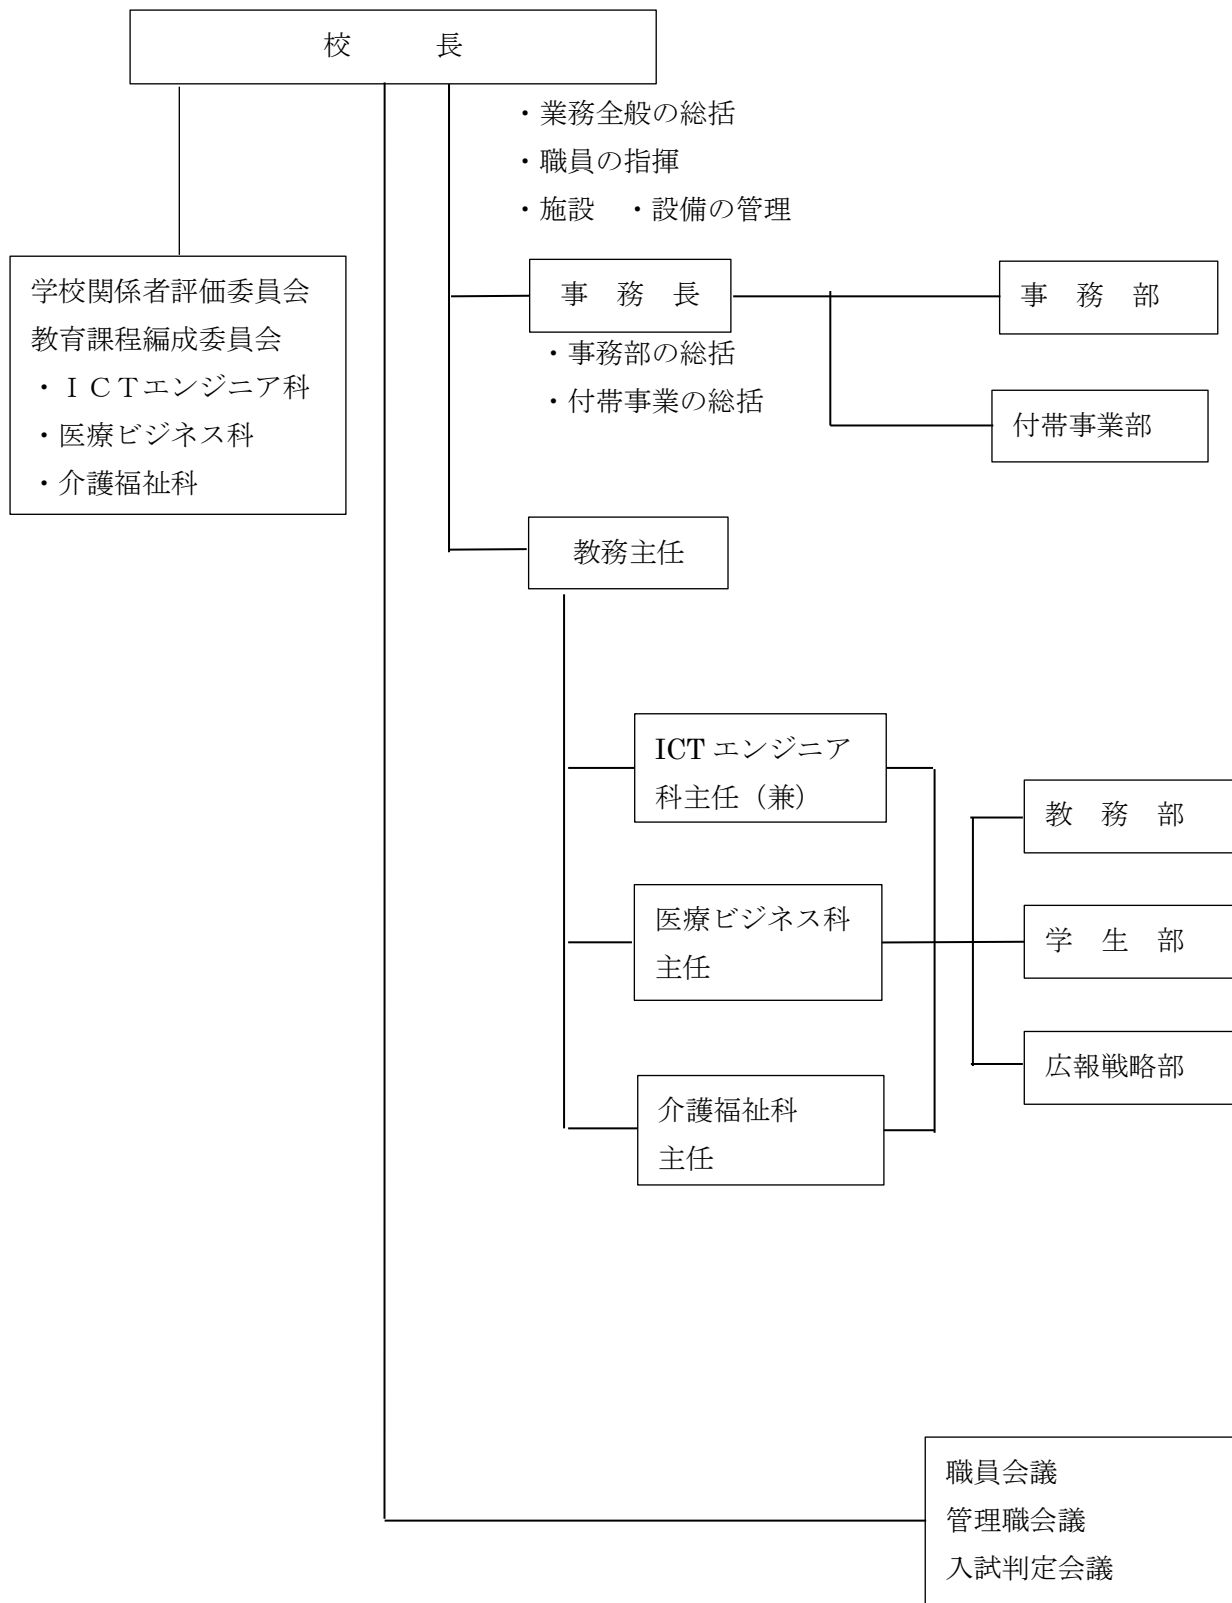 校　　　長
・業務全般の総括
・職員の指揮
・施設　・設備の管理
学校関係者評価委員会
教育課程編成委員会
・ＩＣＴエンジニア科
・医療ビジネス科
・介護福祉科
事　務　長
・事務部の総括
・付帯事業の総括
事　務　部
付帯事業部
教務主任
ICT エンジニア
科主任（兼）
医療ビジネス科
主任
介護福祉科
主任
教　務　部
学　生　部
広報戦略部
職員会議
管理職会議
入試判定会議